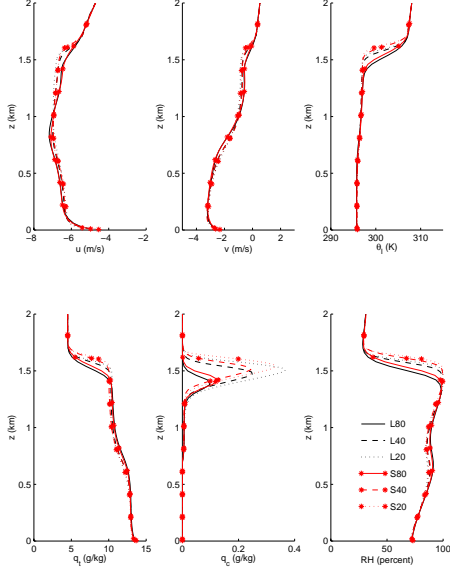 2
1.5
1
0.5
0
z (km)
−8 −6 −4 −2
u (m/s)
2
1.5
1
0.5
0
z (km)
−4 −2 0 2
v (m/s)
2
1.5
1
0.5
0
z (km)
290 300 310
θl (K)
2
1.5
1
0.5
0
z (km)
0 5 10 15
qt (g/kg)
2
1.5
1
0.5
0
z (km)
0 0.2 0.4
qc (g/kg)
2
1.5
1
0.5
0
z (km)
L80
L40
L20
S80
S40
S20
50 100
RH (percent)